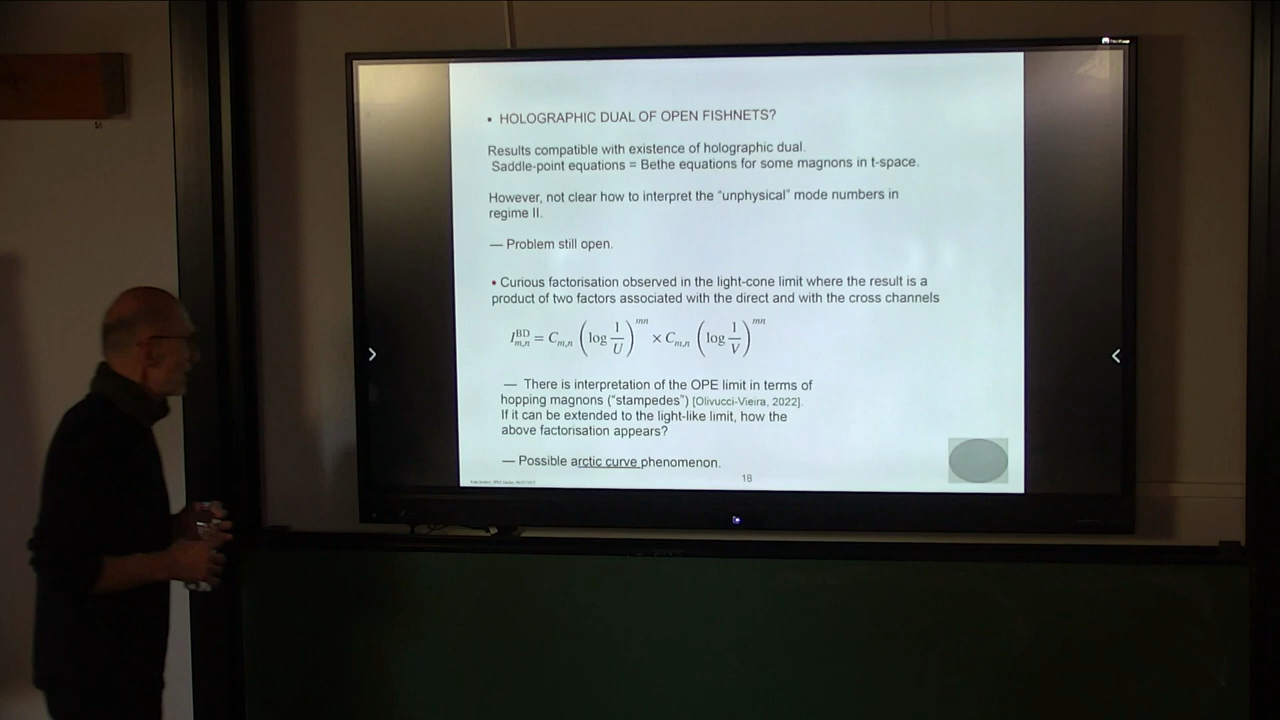 • HOLOGRAPHIC DUAL OF OPEN FISHNETS?
Results compatible with existence of holographic dual.
Saddle-point equations = Bethe equations for some magnons in t-space.
However, not clear how to interpret the “unphysical” mode numbers in
regime II.
— Problem still open.
• Curious factorisation observed in the light-cone limit where the result is a
product of two factors associated with the direct and with the cross channels
I_{m,n}^{BD} = C_{m,n} (log 1/U)^{mn} × C_{m,n} (log 1/V)^{mn}
— There is interpretation of the OPE limit in terms of
hopping magnons (“stampedes”) [Olivucci-Vieira, 2022].
If it can be extended to the light-like limit, how the
above factorisation appears?
— Possible arctic curve phenomenon.
18